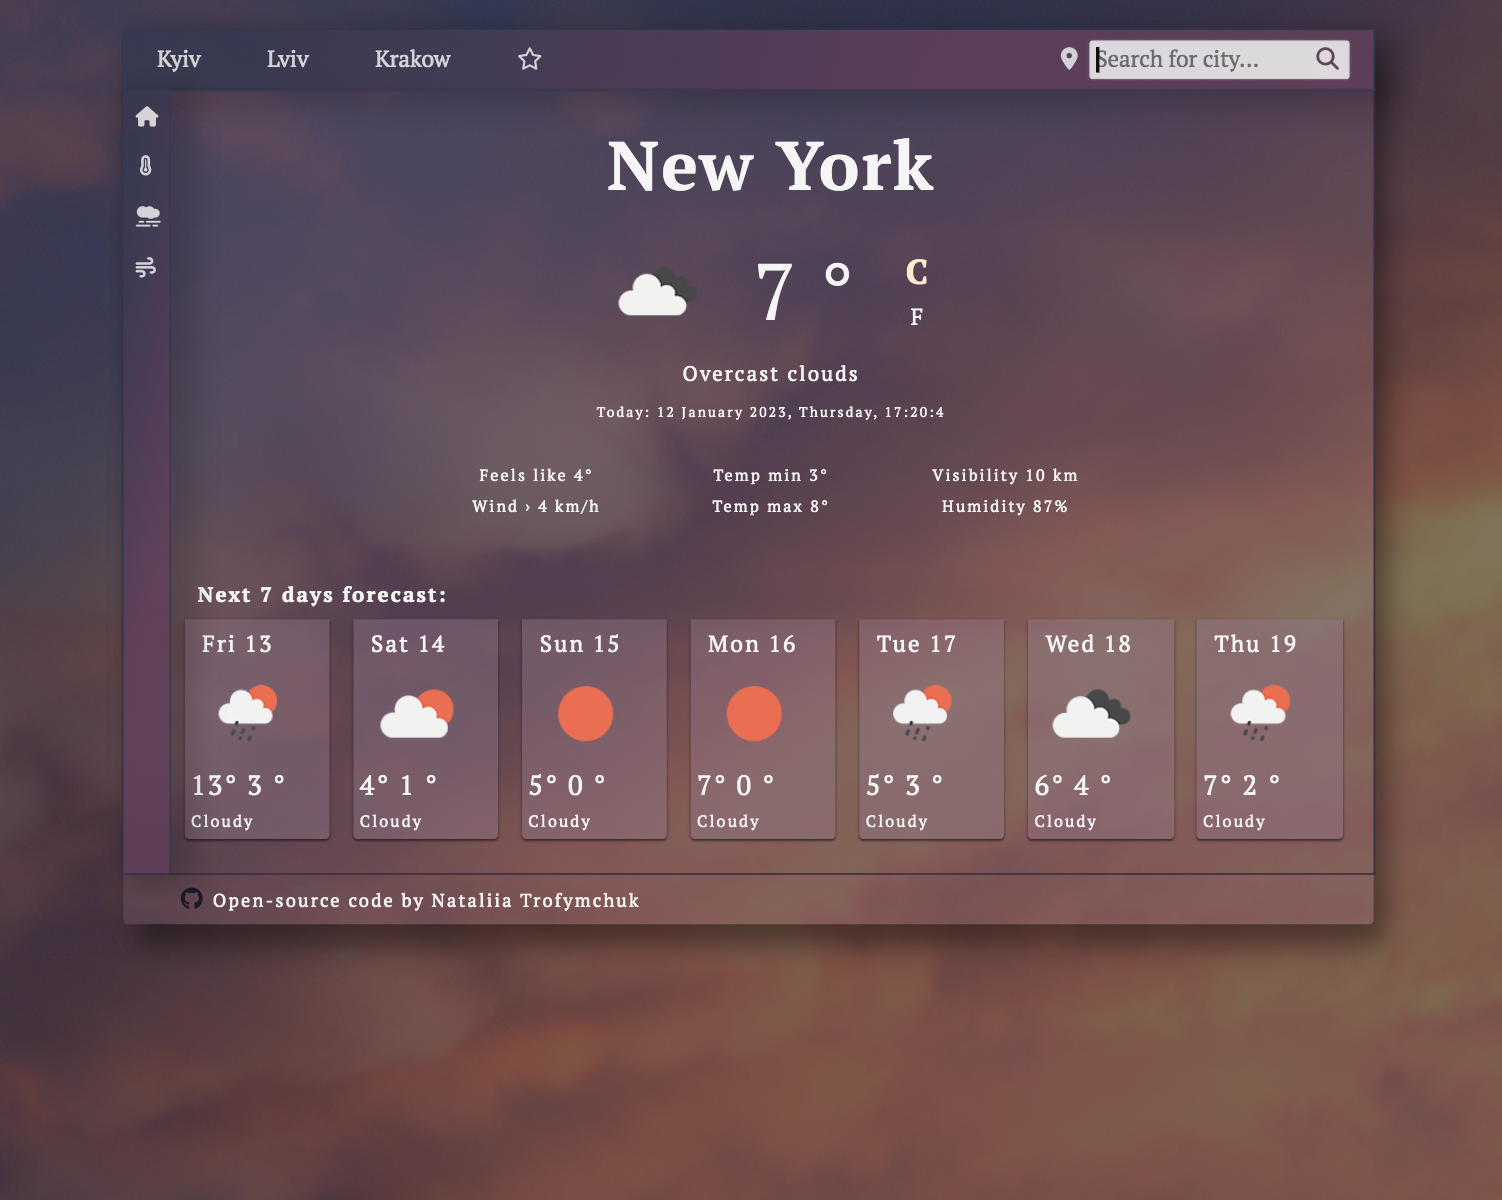 Kyiv Lviv Krakow Search for city...
New York
7 ° C
F
Overcast clouds
Today: 12 January 2023, Thursday, 17:20:4
Feels like 4° Temp min 3° Visibility 10 km
Wind › 4 km/h Temp max 8° Humidity 87%
Next 7 days forecast:
Fri 13 Sat 14 Sun 15 Mon 16 Tue 17 Wed 18 Thu 19
13° 3 ° 4° 1 ° 5° 0 ° 7° 0 ° 5° 3 ° 6° 4 ° 7° 2 °
Cloudy Cloudy Cloudy Cloudy Cloudy Cloudy Cloudy
Open-source code by Nataliia Trofymchuk